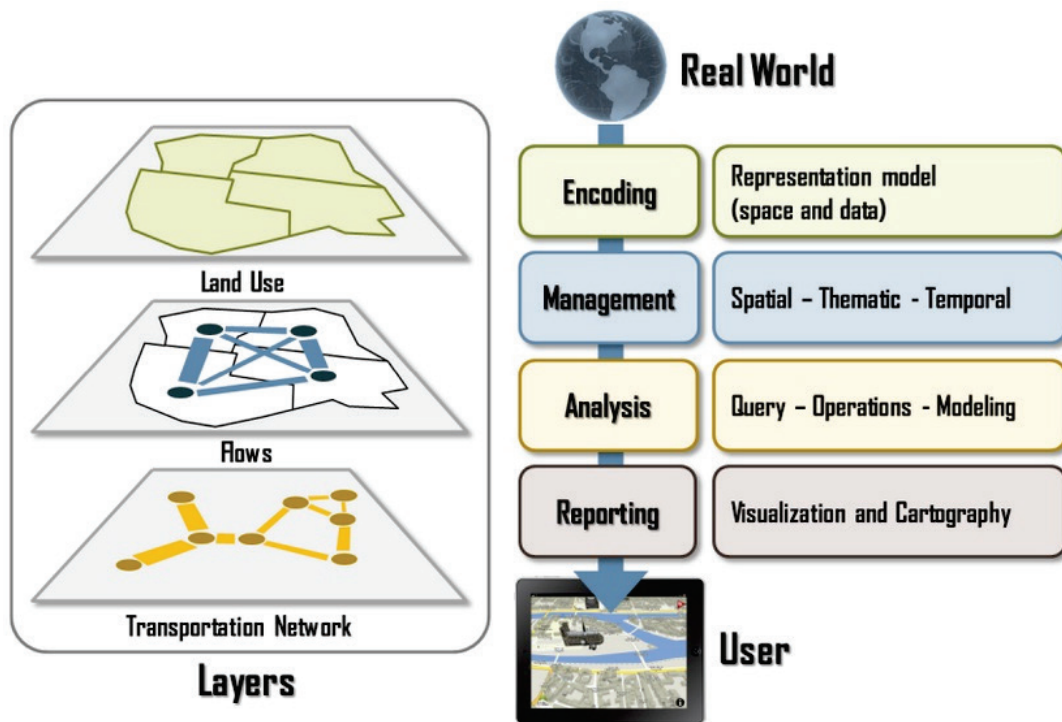 Real World
Encoding
Representation model
(space and data)
Land Use
Management
Spatial – Thematic - Temporal
Analysis
Query – Operations - Modeling
Flows
Reporting
Visualization and Cartography
Transportation Network
Layers
User